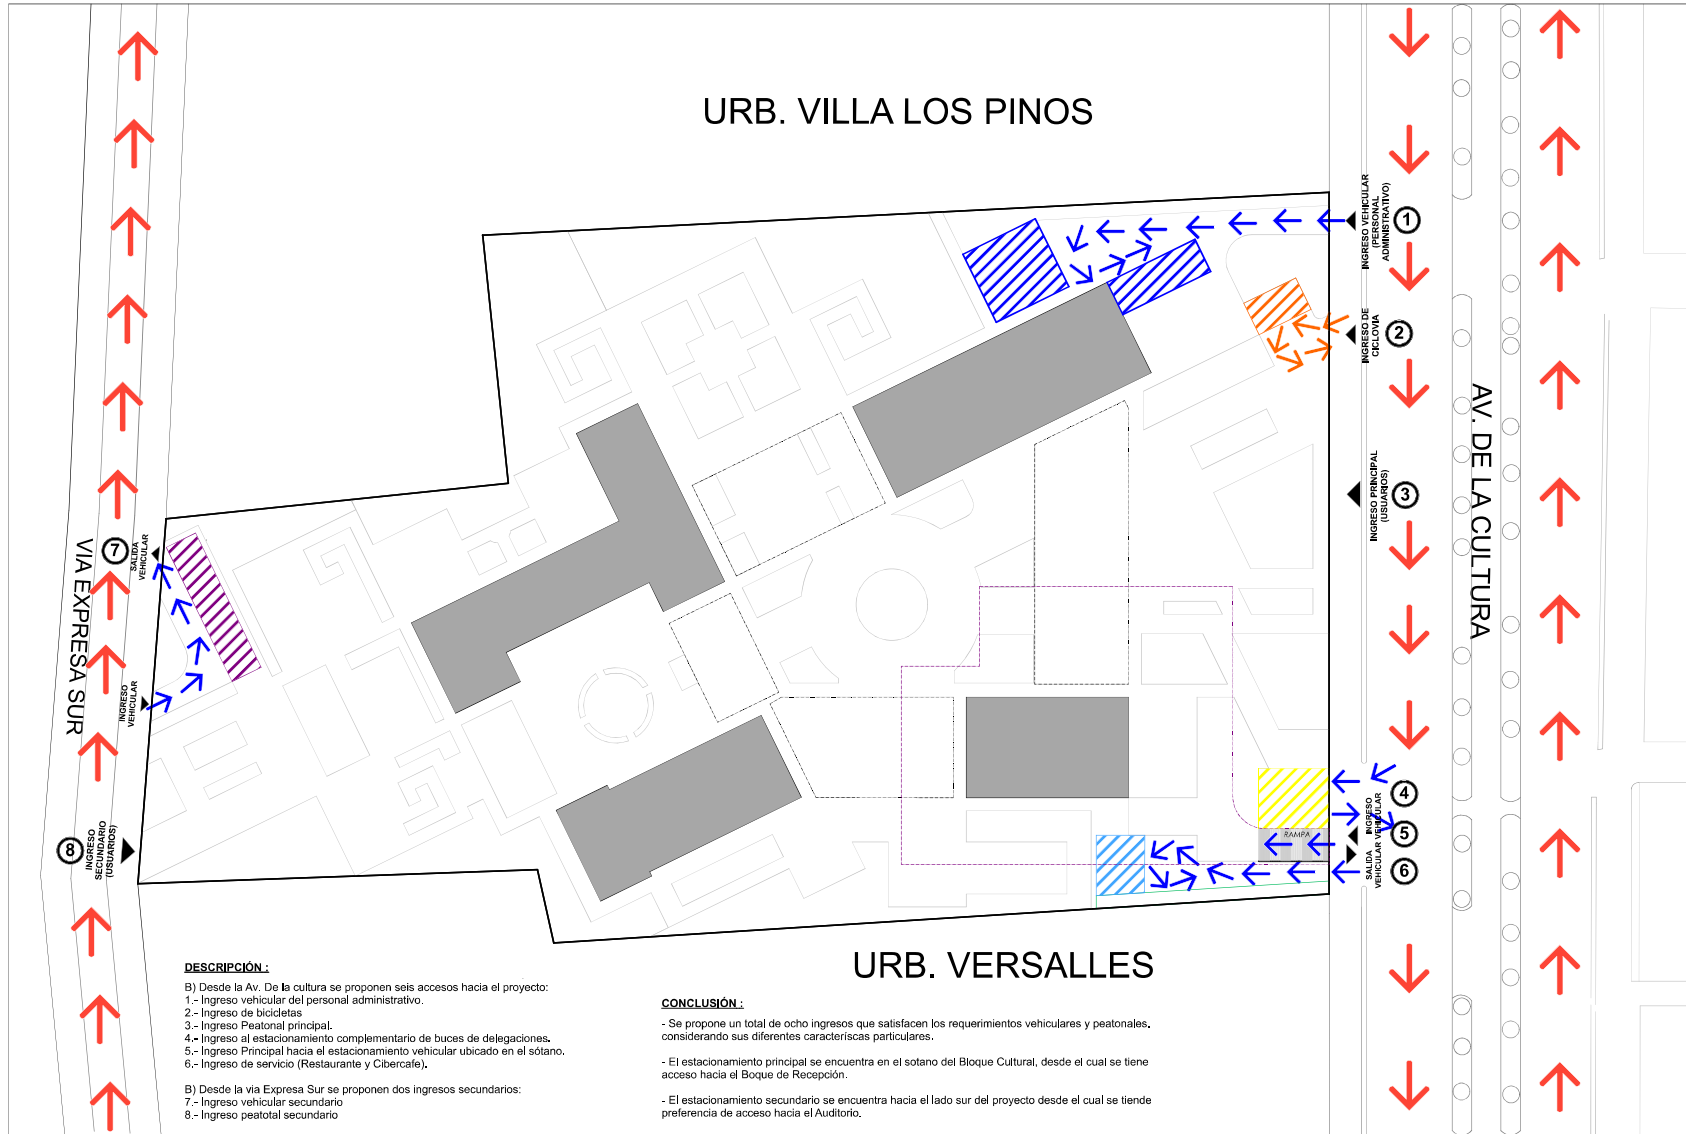 URB. VILLA LOS PINOS
INGRESO VEHICULAR
(PERSONAL
ADMINISTRATIVO)
1
INGRESO DE
CICLOVIA
2
INGRESO PRINCIPAL
(USUARIOS)
3
AV. DE LA CULTURA
VIA EXPRESA SUR
7
SALIDA
VEHICULAR
INGRESO
VEHICULAR
8
INGRESO
SECUNDARIO
(USUARIOS)
4
INGRESO
VEHICULAR
5
RAMPA
SALIDA
VEHICULAR
6
URB. VERSALLES
DESCRIPCIÓN :
B) Desde la Av. De la cultura se proponen seis accesos hacia el proyecto:
1.- Ingreso vehicular del personal administrativo.
2.- Ingreso de bicicletas
3.- Ingreso Peatonal principal.
4.- Ingreso al estacionamiento complementario de buces de delegaciones.
5.- Ingreso Principal hacia el estacionamiento vehicular ubicado en el sótano.
6.- Ingreso de servicio (Restaurante y Cibercafe).
B) Desde la via Expresa Sur se proponen dos ingresos secundarios:
7.- Ingreso vehicular secundario
8.- Ingreso peatotal secundario
CONCLUSIÓN :
- Se propone un total de ocho ingresos que satisfacen los requerimientos vehiculares y peatonales,
considerando sus diferentes caracteríscas particulares.
- El estacionamiento principal se encuentra en el sotano del Bloque Cultural, desde el cual se tiene
acceso hacia el Boque de Recepción.
- El estacionamiento secundario se encuentra hacia el lado sur del proyecto desde el cual se tiende
preferencia de acceso hacia el Auditorio.